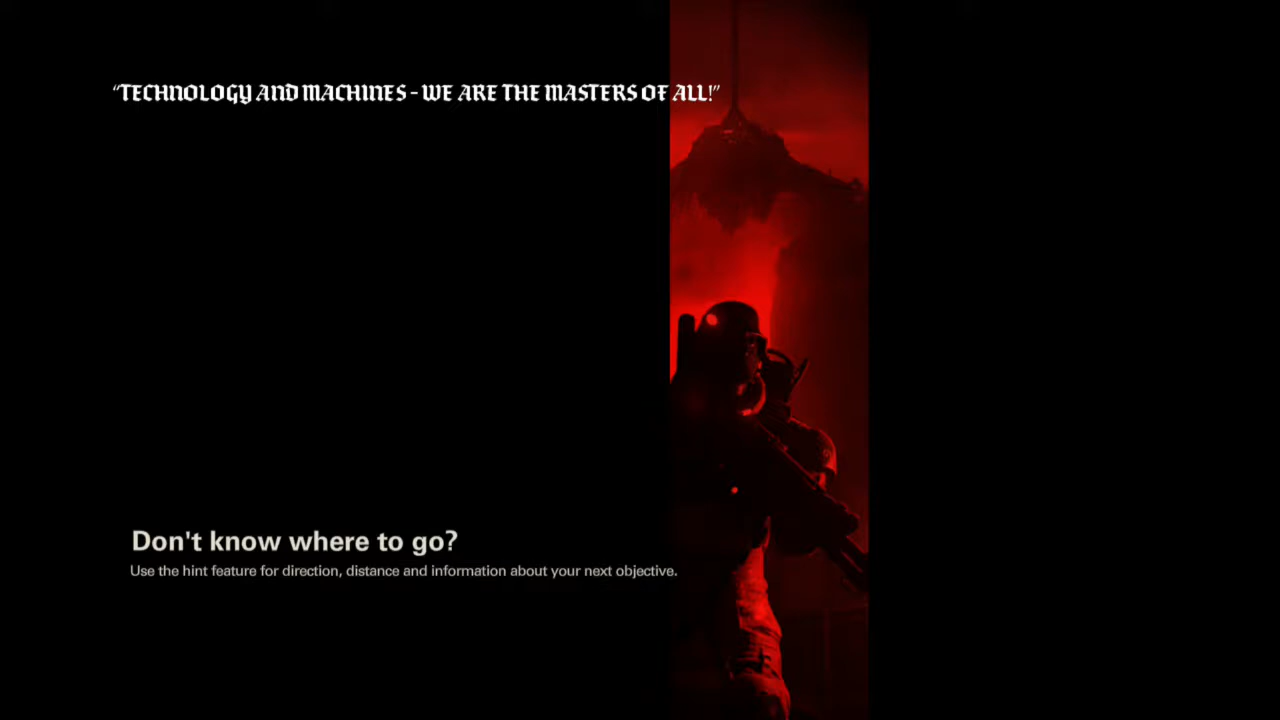 “TECHNOLOGY AND MACHINES - WE ARE THE MASTERS OF ALL!”
Don't know where to go?
Use the hint feature for direction, distance and information about your next objective.